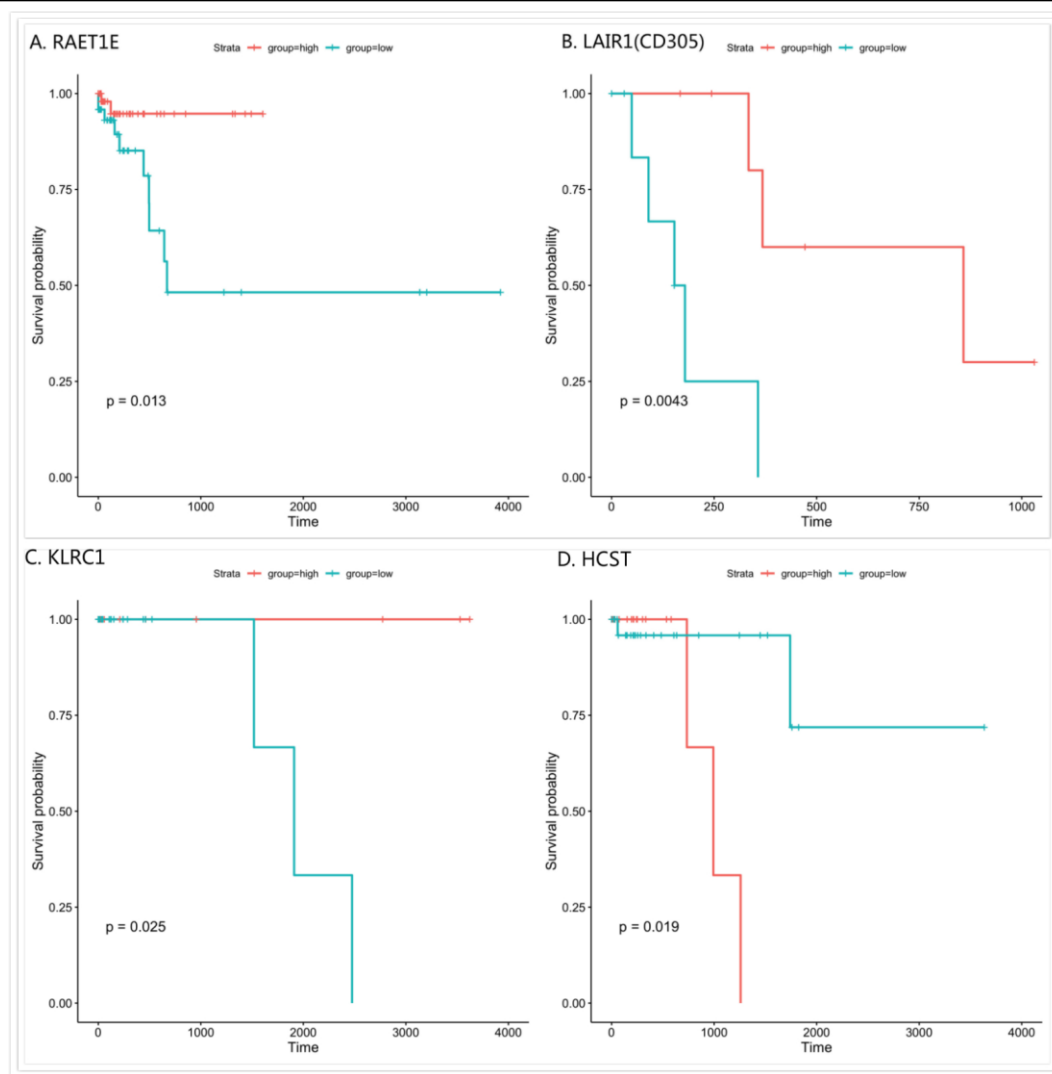 A. RAET1E
Strata group=high group=low
Survival probability
1.00
0.75
0.50
0.25
0.00
p = 0.013
0 1000 2000 3000 4000
Time
B. LAIR1(CD305)
Strata group=high group=low
Survival probability
1.00
0.75
0.50
0.25
0.00
p = 0.0043
0 250 500 750 1000
Time
C. KLRC1
Strata group=high group=low
Survival probability
1.00
0.75
0.50
0.25
0.00
p = 0.025
0 1000 2000 3000 4000
Time
D. HCST
Strata group=high group=low
Survival probability
1.00
0.75
0.50
0.25
0.00
p = 0.019
0 1000 2000 3000 4000
Time